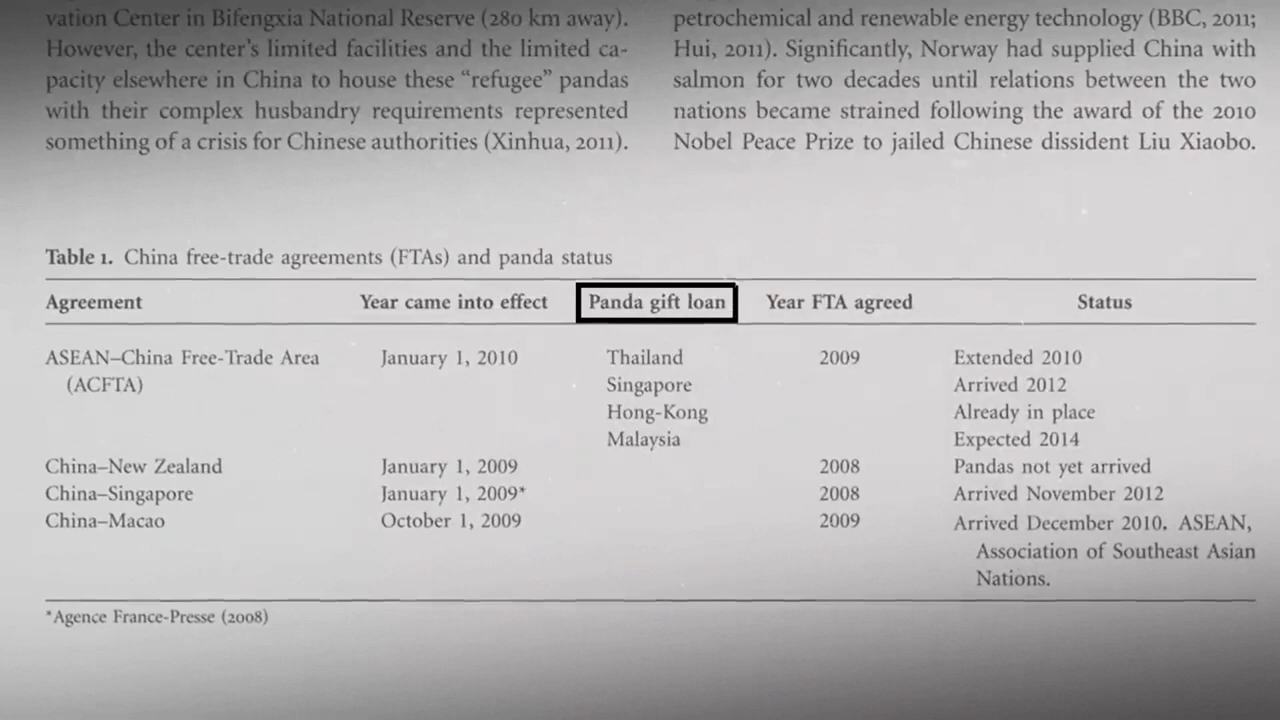 vation Center in Bifengxia National Reserve (280 km away).
However, the center's limited facilities and the limited ca-
pacity elsewhere in China to house these “refugee” pandas
with their complex husbandry requirements represented
something of a crisis for Chinese authorities (Xinhua, 2011).
petrochemical and renewable energy technology (BBC, 2011;
Hui, 2011). Significantly, Norway had supplied China with
salmon for two decades until relations between the two
nations became strained following the award of the 2010
Nobel Peace Prize to jailed Chinese dissident Liu Xiaobo.
Table 1. China free-trade agreements (FTAs) and panda status
Agreement Year came into effect Panda gift loan Year FTA agreed Status
ASEAN–China Free-Trade Area January 1, 2010 Thailand 2009 Extended 2010
(ACFTA) Singapore Arrived 2012
Hong-Kong Already in place
Malaysia Expected 2014
China–New Zealand January 1, 2009 2008 Pandas not yet arrived
China–Singapore January 1, 2009* 2008 Arrived November 2012
China–Macao October 1, 2009 2009 Arrived December 2010. ASEAN,
Association of Southeast Asian
Nations.
*Agence France-Presse (2008)